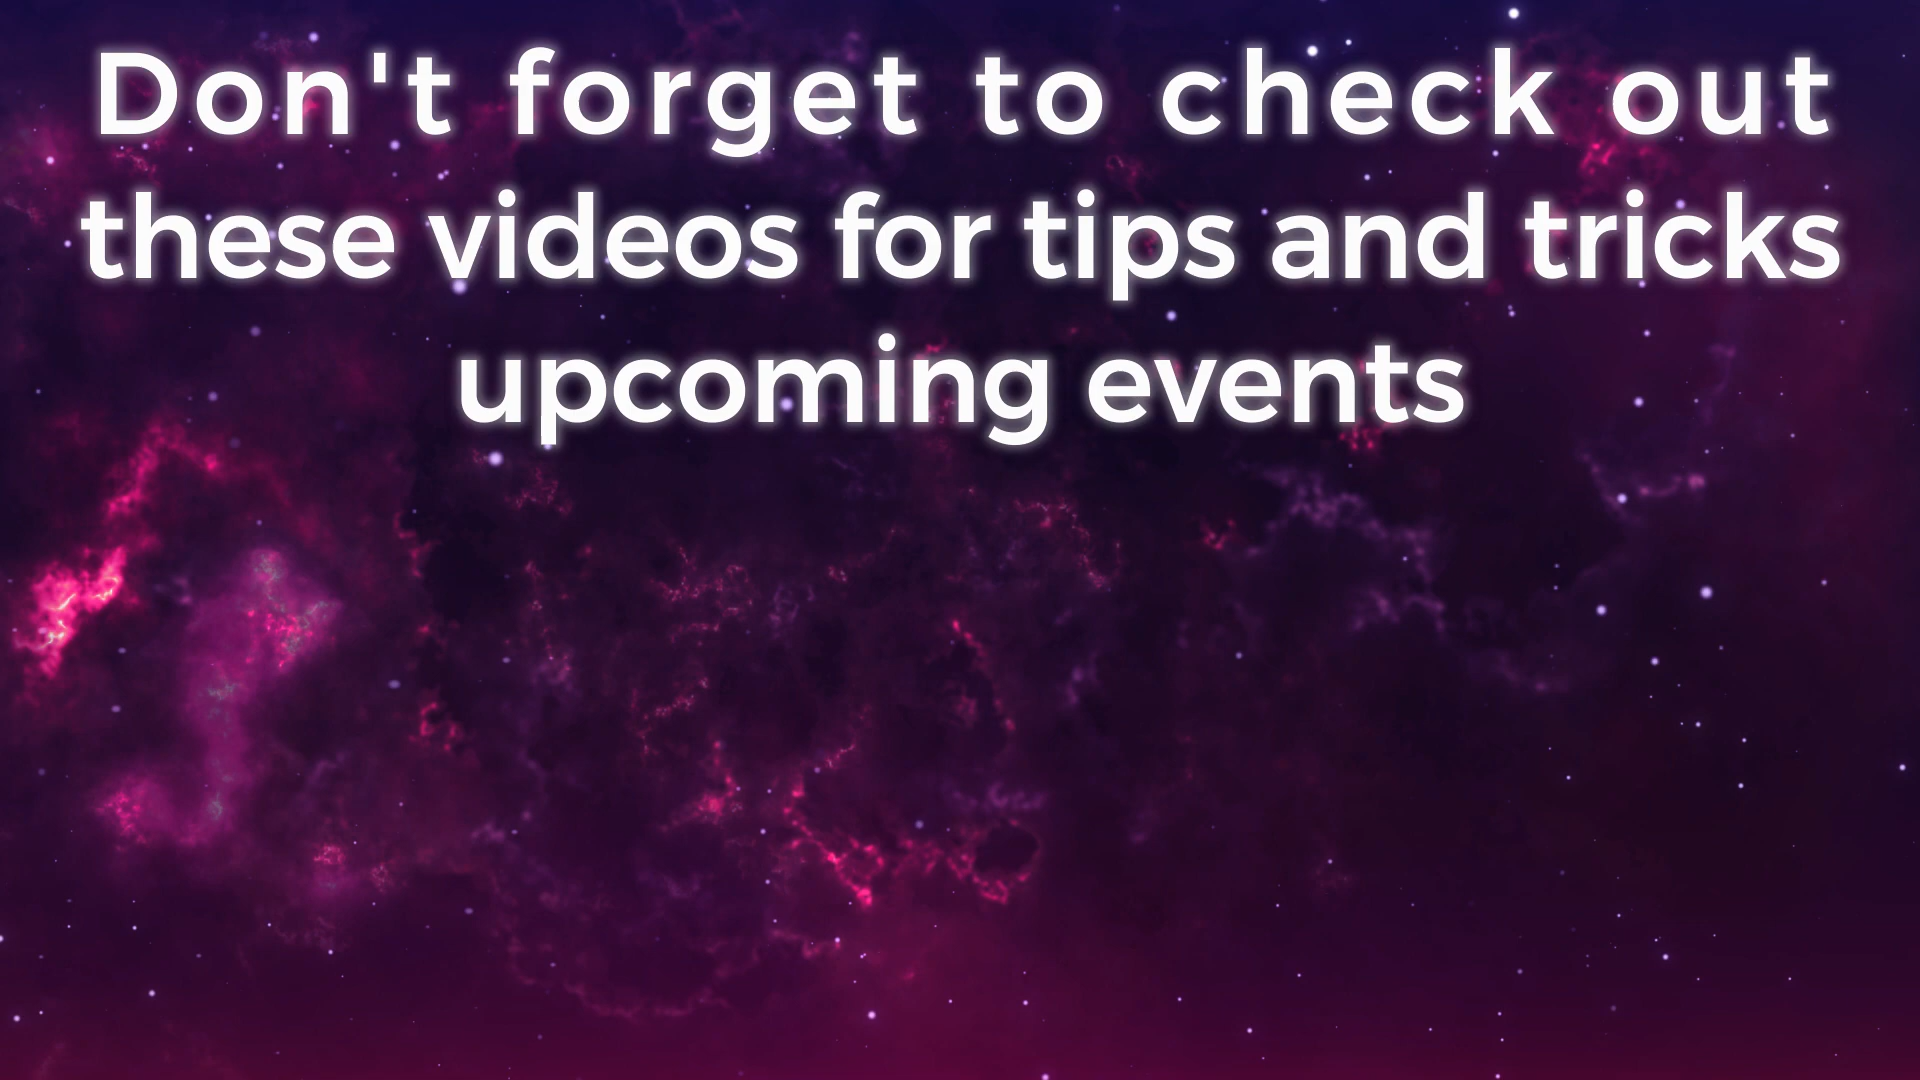 Don't forget to check out
these videos for tips and tricks
upcoming events